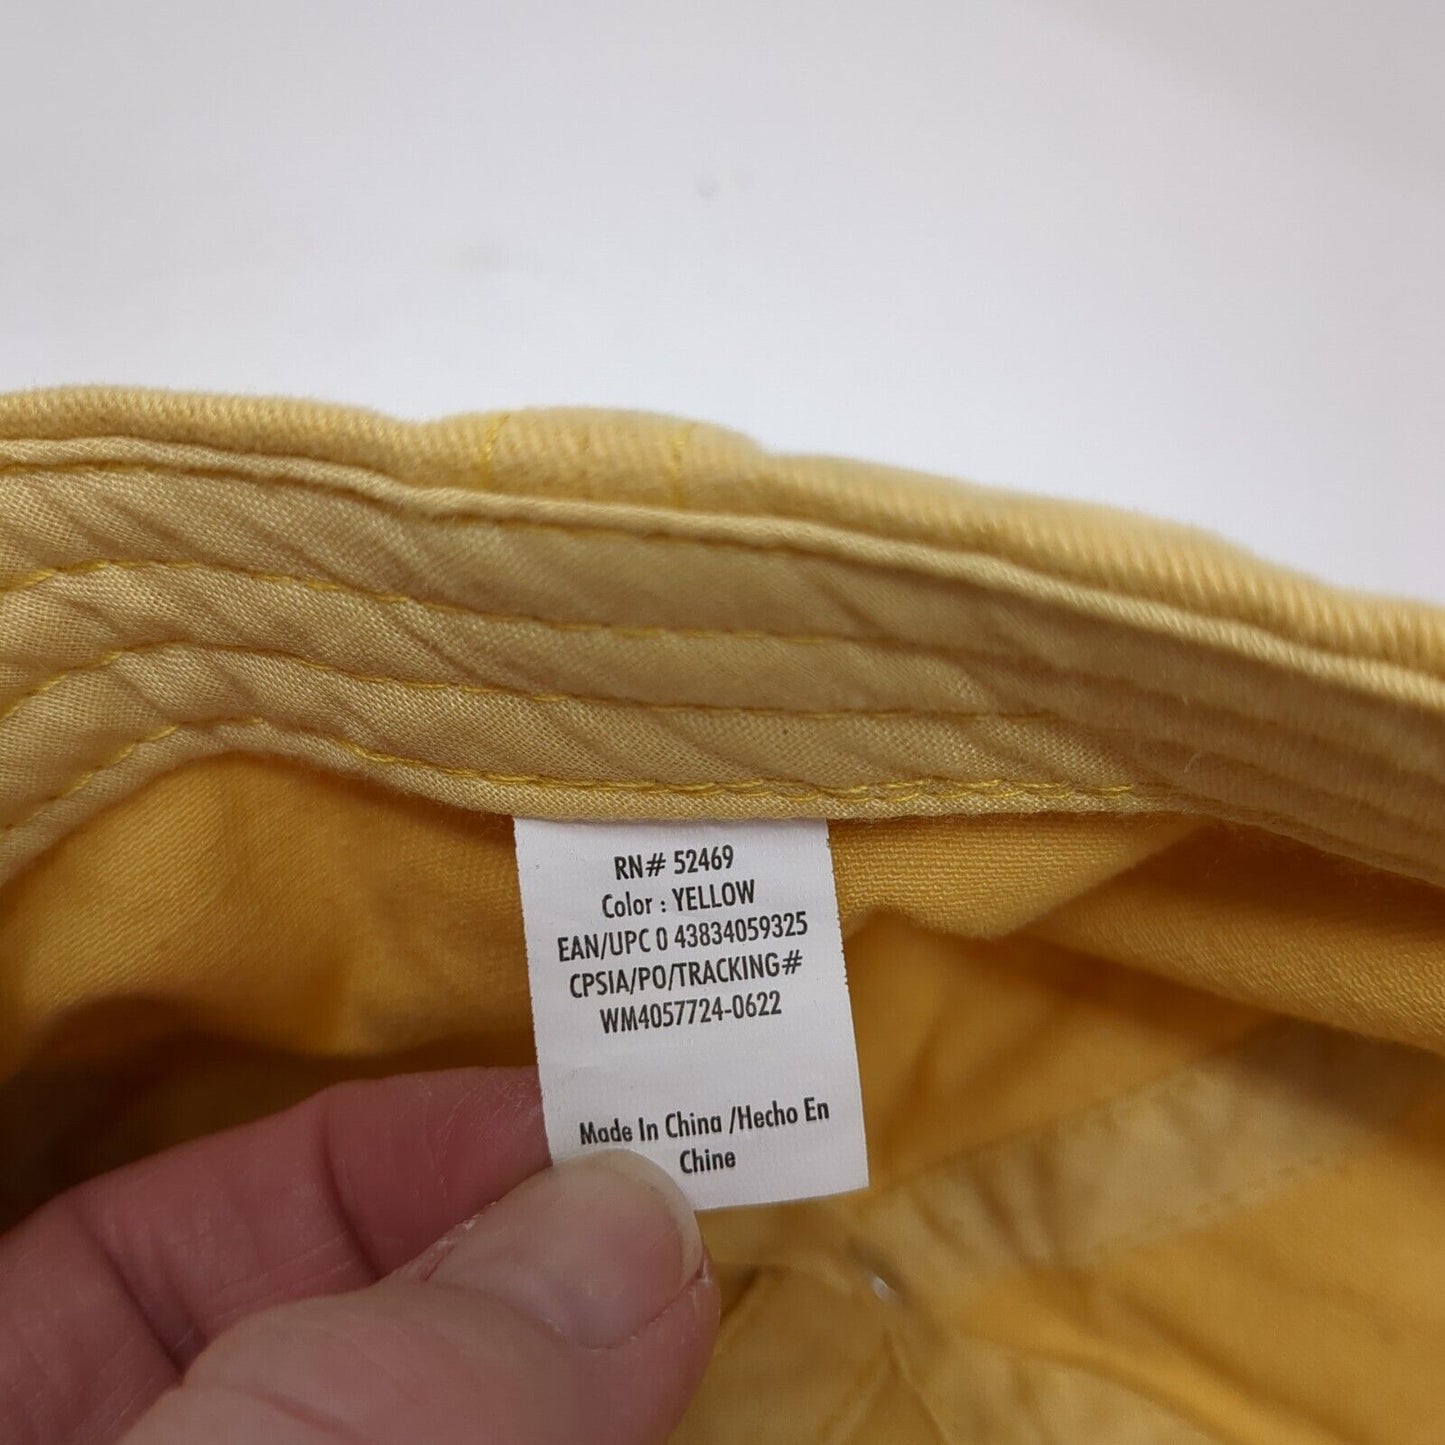 RN# 52469
Color : YELLOW
EAN/UPC 0 43834059325
CPSIA/PO/TRACKING#
WM4057724-0622
Made In China /Hecho En
Chine